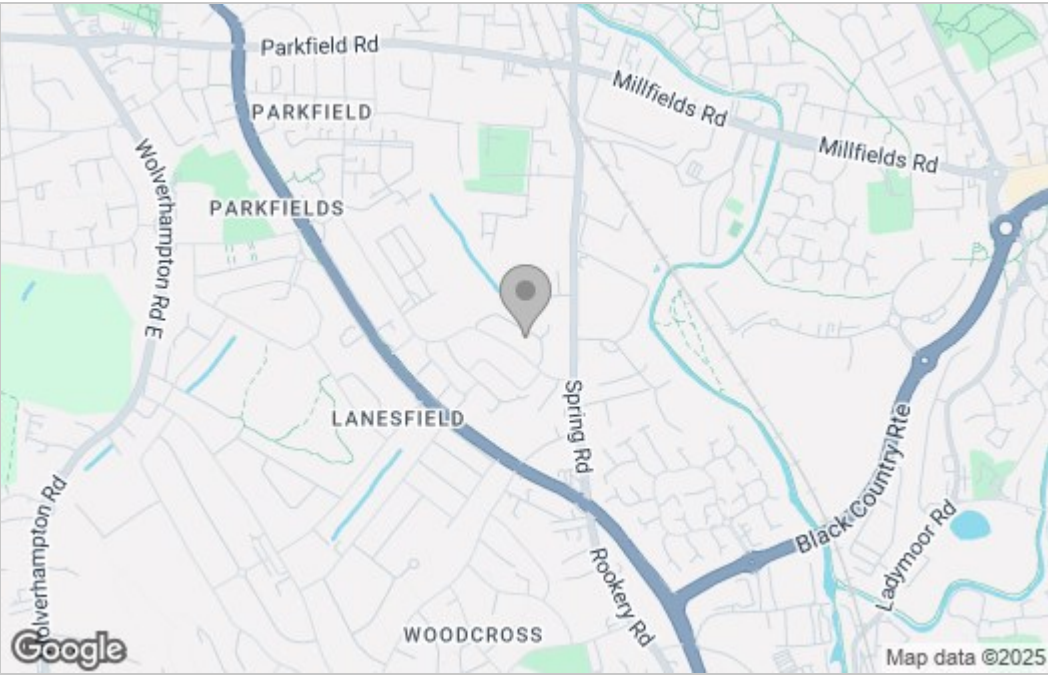 Parkfield Rd
Millfields Rd
PARKFIELD
Millfields Rd
Wolverhampton Rd E
PARKFIELDS
LANESFIELD
Spring Rd
Black Country Rte
Wolverhampton Rd
Ladymoor Rd
Rookery Rd
WOODCROSS
Google
Map data ©2025